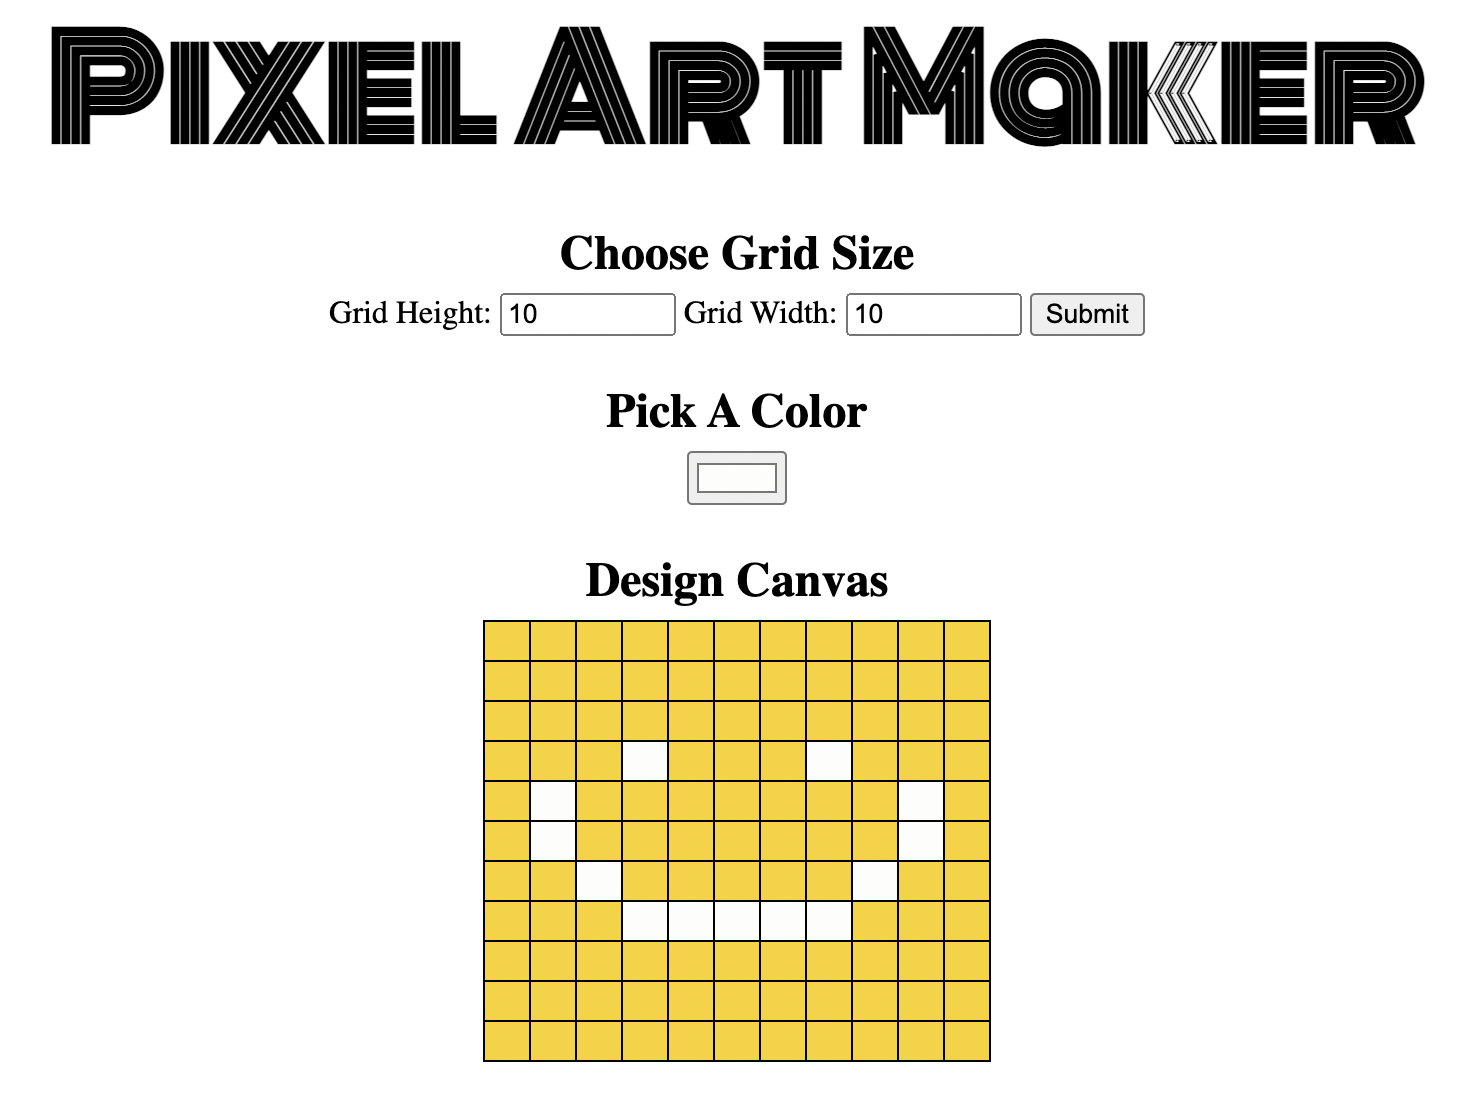 Pixel Art Maker
Choose Grid Size
Grid Height: 10 Grid Width: 10 Submit
Pick A Color
Design Canvas